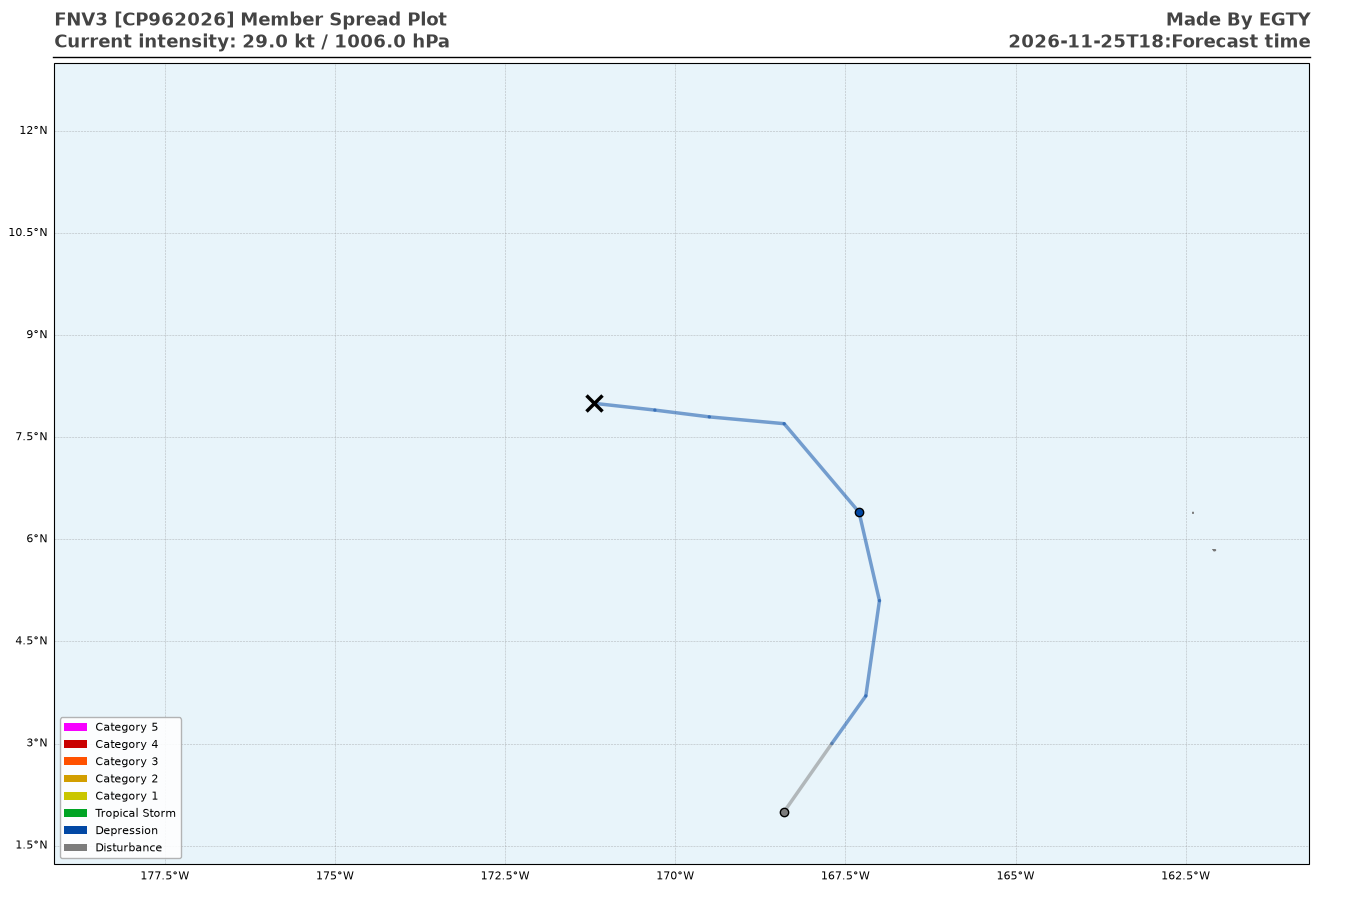 FNV3 [CP962026] Member Spread Plot
Made By EGTY
Current intensity: 29.0 kt / 1006.0 hPa
2026-11-25T18:Forecast time
12°N
10.5°N
9°N
7.5°N
6°N
4.5°N
3°N
1.5°N
Category 5
Category 4
Category 3
Category 2
Category 1
Tropical Storm
Depression
Disturbance
177.5°W
175°W
172.5°W
170°W
167.5°W
165°W
162.5°W